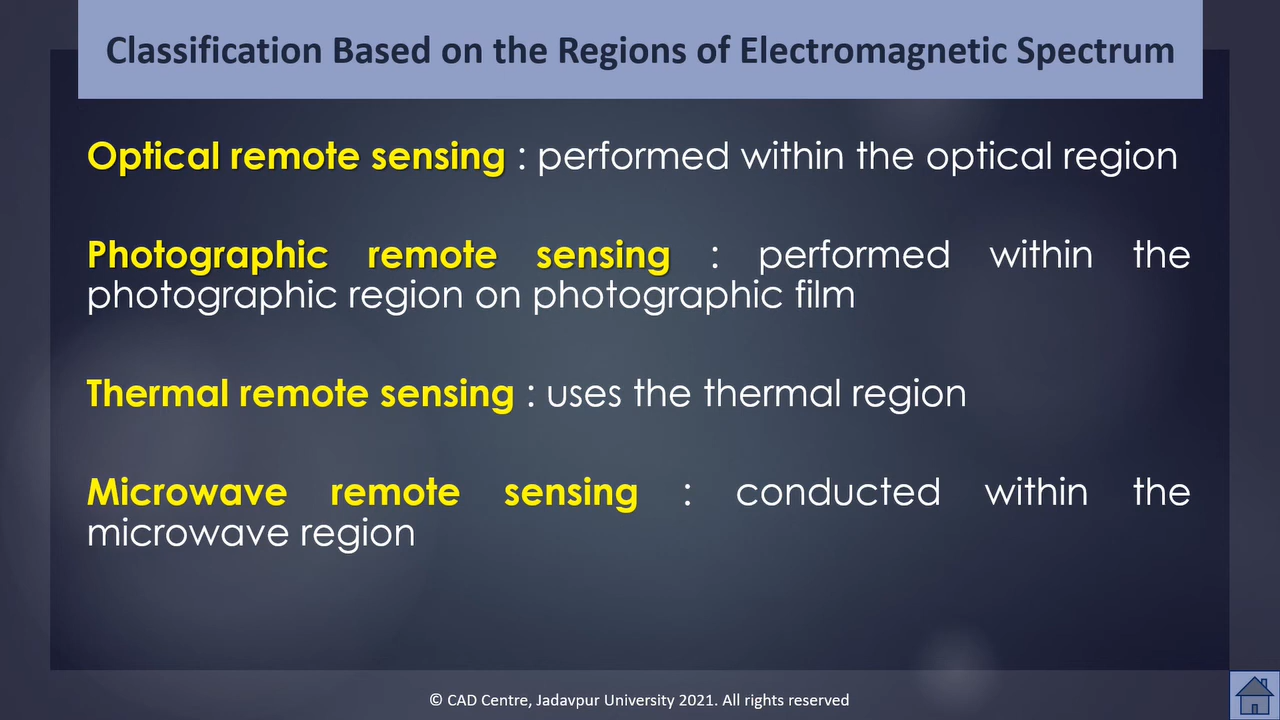 Classification Based on the Regions of Electromagnetic Spectrum
Optical remote sensing : performed within the optical region
Photographic remote sensing : performed within the
photographic region on photographic film
Thermal remote sensing : uses the thermal region
Microwave remote sensing : conducted within the
microwave region
© CAD Centre, Jadavpur University 2021. All rights reserved